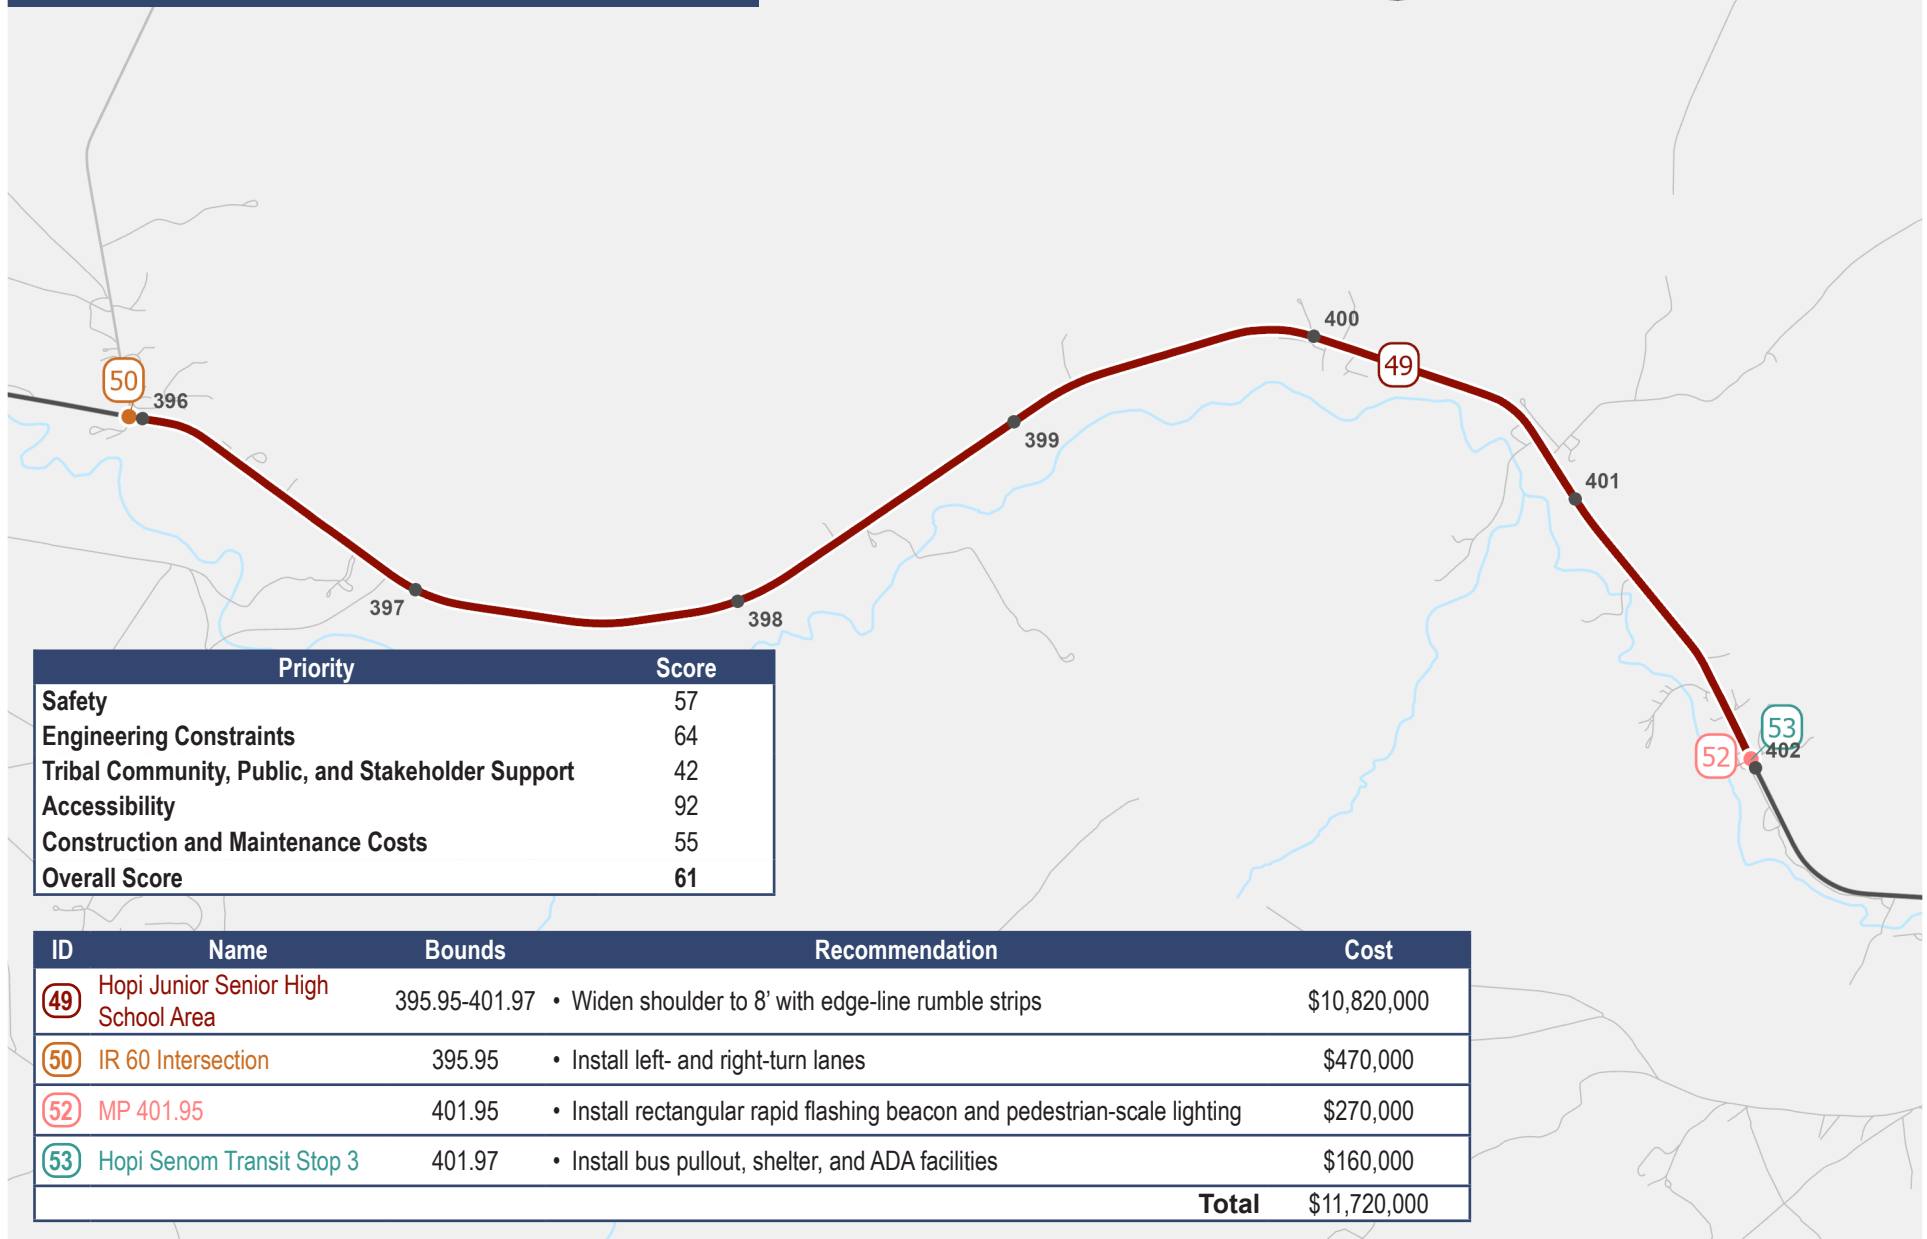 400
49
50
396
399
401
397
398
53
52
402
Priority Score
Safety 57
Engineering Constraints 64
Tribal Community, Public, and Stakeholder Support 42
Accessibility 92
Construction and Maintenance Costs 55
Overall Score 61
ID Name Bounds Recommendation Cost
49 Hopi Junior Senior High School Area 395.95-401.97 • Widen shoulder to 8’ with edge-line rumble strips $10,820,000
50 IR 60 Intersection 395.95 • Install left- and right-turn lanes $470,000
52 MP 401.95 401.95 • Install rectangular rapid flashing beacon and pedestrian-scale lighting $270,000
53 Hopi Senom Transit Stop 3 401.97 • Install bus pullout, shelter, and ADA facilities $160,000
Total $11,720,000